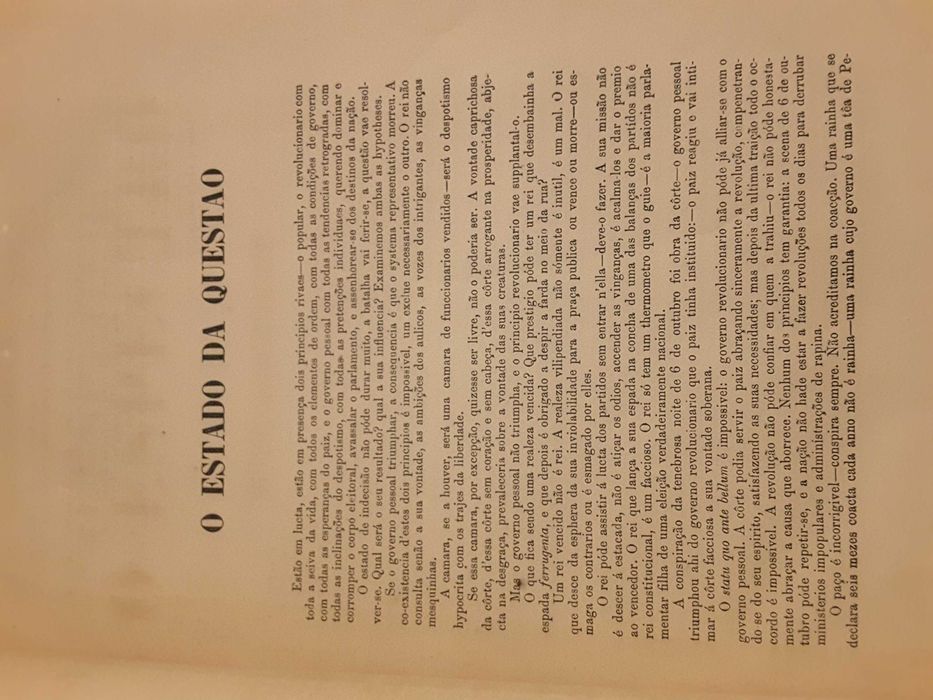 O ESTADO DA QUESTAO
Estão em lucta, estão em presença dois principios rivaes—o popular, o revolucionario com
toda a seiva da vida, com todos os elementos de ordem, com todas as condições de governo,
com todas as esperanças do paiz, e o governo pessoal com todas as tendencias retrogradas, com
todas as inclinações do despotismo, com todas as pretenções individuaes, querendo dominar e
corromper o corpo eleitoral, avassalar o parlamento, e assenhorear-se dos destinos da nação.
O estado de indecisão não póde durar muito, a batalha vai ferir-se, a questão vae resol-
ver-se. Qual será o seu resultado? qual a sua influencia? Examinemos ambas as hypotheses.
Se o governo pessoal triumphar, a consequencia é que o systema representativo morreu. A
co-existencia d'estes dois principios é impossivel, um exclue necessariamente o outro. O rei não
consulta senão a sua vontade, as ambições dos aulicos, as vozes dos intrigantes, as vinganças
mesquinhas.
A camara, se a houver, será uma camara de funccionarios vendidos—será o despotismo
hypocrita com os trajes da liberdade.
Se essa camara, por excepção, quizesse ser livre, não o poderia ser. A vontade caprichosa
da côrte, d'essa côrte sem coração e sem cabeça, d'essa côrte arrogante na prosperidade, abje-
cta na desgraça, prevaleceria sobre a vontade das suas creaturas.
Mas o governo pessoal não triumpha, e o principio revolucionario vae supplantal-o.
O que fica sendo uma realeza vencida? Que prestigio póde ter um rei que desembainha a
espada ferrugenta, e que depois é obrigado a despir a farda no meio da rua?
Um rei vencido não é rei. A realeza vilipendiada não sómente é inutil, é um mal. O rei
que desce da esphera da sua inviolabilidade para a praça publica ou vence ou morre—ou es-
maga os contrarios ou é esmagado por elles.
O rei póde assistir á lucta dos partidos sem entrar n'ella—deve-o fazer. A sua missão não
é descer á estacada, não é atiçar os odios, accender as vinganças, é acalma-los e dar o premio
ao vencedor. O rei que lança a sua espada na concha de uma das balanças dos partidos não é
rei constitucional, é um faccioso. O rei só tem um thermometro que o guie—é a maioria parla-
mentar filha de uma eleição verdadeiramente nacional.
A conspiração da tenebrosa noite de 6 de outubro foi obra da côrte—o governo pessoal
triumphou ahi do governo revolucionario que o paiz tinha instituido:—o paiz reagiu e vai inti-
mar á côrte facciosa a sua vontade soberana.
O statu quo ante bellum é impossivel: o governo revolucionario não póde já alliar-se com o
governo pessoal. A côrte podia servir o paiz abraçando sinceramente a revolução, compenetran-
do se do seu espirito, satisfazendo as suas necessidades; mas depois da ultima traição todo o ac-
cordo é impossivel. A revolução não póde confiar em quem a trahiu—o rei não póde honesta-
mente abraçar a causa que aborrece. Nenhum dos principios tem garantia: a scena de 6 de ou-
tubro póde repetir-se, e a nação não hade estar a fazer revoluções todos os dias para derrubar
ministerios impopulares e administrações de rapina.
O paço é incorrigivel—conspira sempre. Não acreditamos na coacção. Uma rainha que se
declara seis mezes coacta cada anno não é rainha—uma rainha cujo governo é uma têa de Pe-